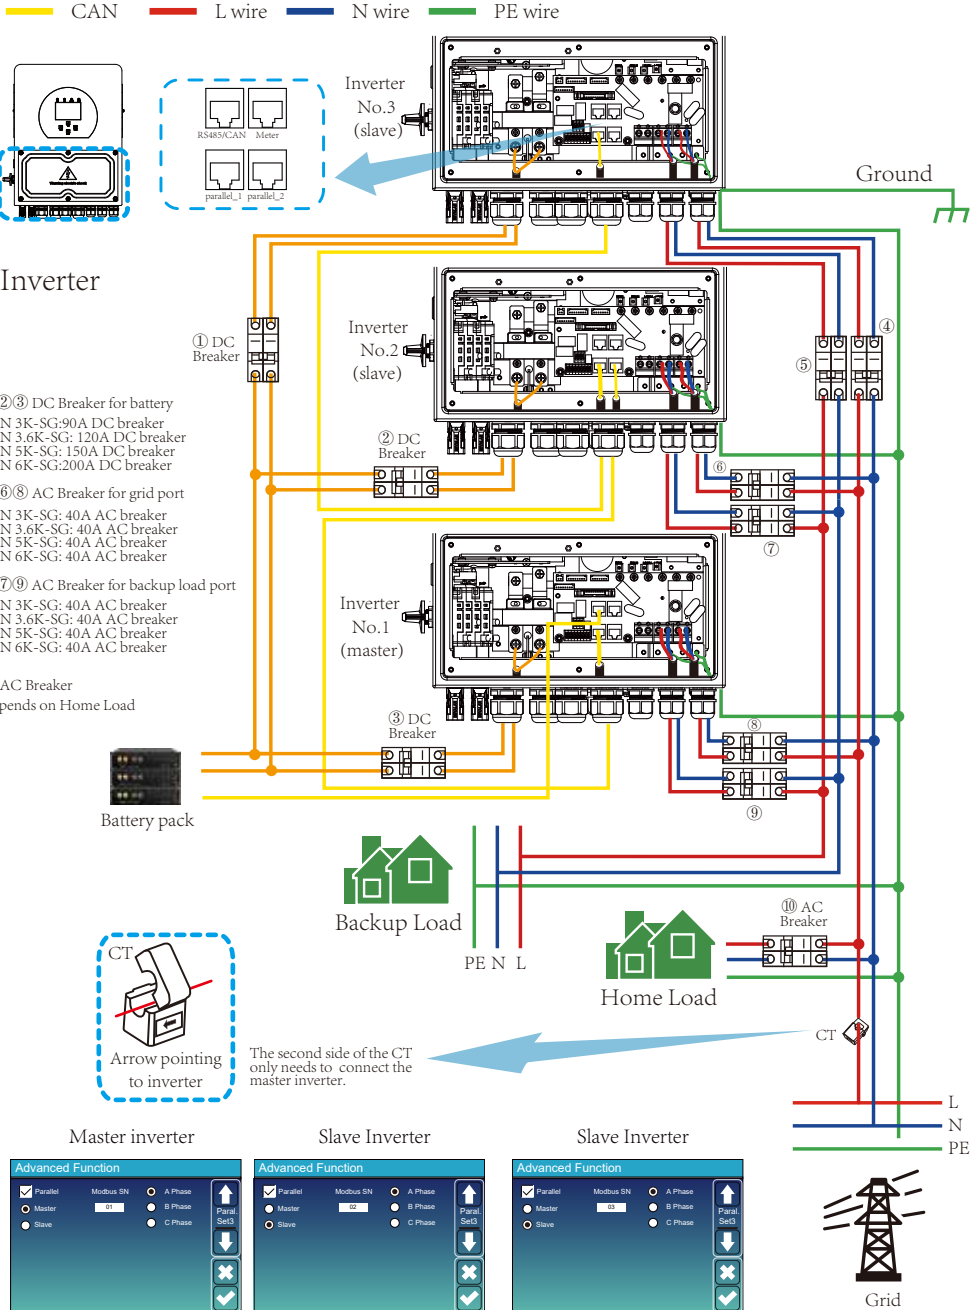 CAN L wire N wire PE wire
Inverter
No.3
(slave)
RS485/CAN Meter
parallel_1 parallel_2
Ground
Inverter
① DC
Breaker
Inverter
No.2
(slave)
④
⑤
②③ DC Breaker for battery
N 3K-SG:90A DC breaker
N 3.6K-SG: 120A DC breaker
N 5K-SG: 150A DC breaker
N 6K-SG:200A DC breaker
② DC
Breaker
⑥
⑦
⑥⑧ AC Breaker for grid port
N 3K-SG: 40A AC breaker
N 3.6K-SG: 40A AC breaker
N 5K-SG: 40A AC breaker
N 6K-SG: 40A AC breaker
⑦⑨ AC Breaker for backup load port
N 3K-SG: 40A AC breaker
N 3.6K-SG: 40A AC breaker
N 5K-SG: 40A AC breaker
N 6K-SG: 40A AC breaker
Inverter
No.1
(master)
AC Breaker
pends on Home Load
③ DC
Breaker
⑧
⑨
Battery pack
Backup Load
PE N L
⑩ AC
Breaker
Home Load
CT
Arrow pointing
to inverter
The second side of the CT
only needs to connect the
master inverter.
CT
L
N
PE
Master inverter
Advanced Function
Parallel Modbus SN A Phase
Master 01 B Phase
Slave C Phase
Paral.
Set3
Slave Inverter
Advanced Function
Parallel Modbus SN A Phase
Master 02 B Phase
Slave C Phase
Paral.
Set3
Slave Inverter
Advanced Function
Parallel Modbus SN A Phase
Master 03 B Phase
Slave C Phase
Paral.
Set3
Grid